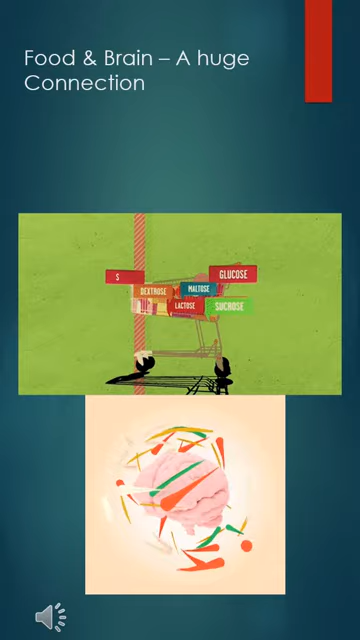 Food & Brain – A huge
Connection
S
GLUCOSE
DEXTROSE
MALTOSE
LACTOSE
SUCROSE